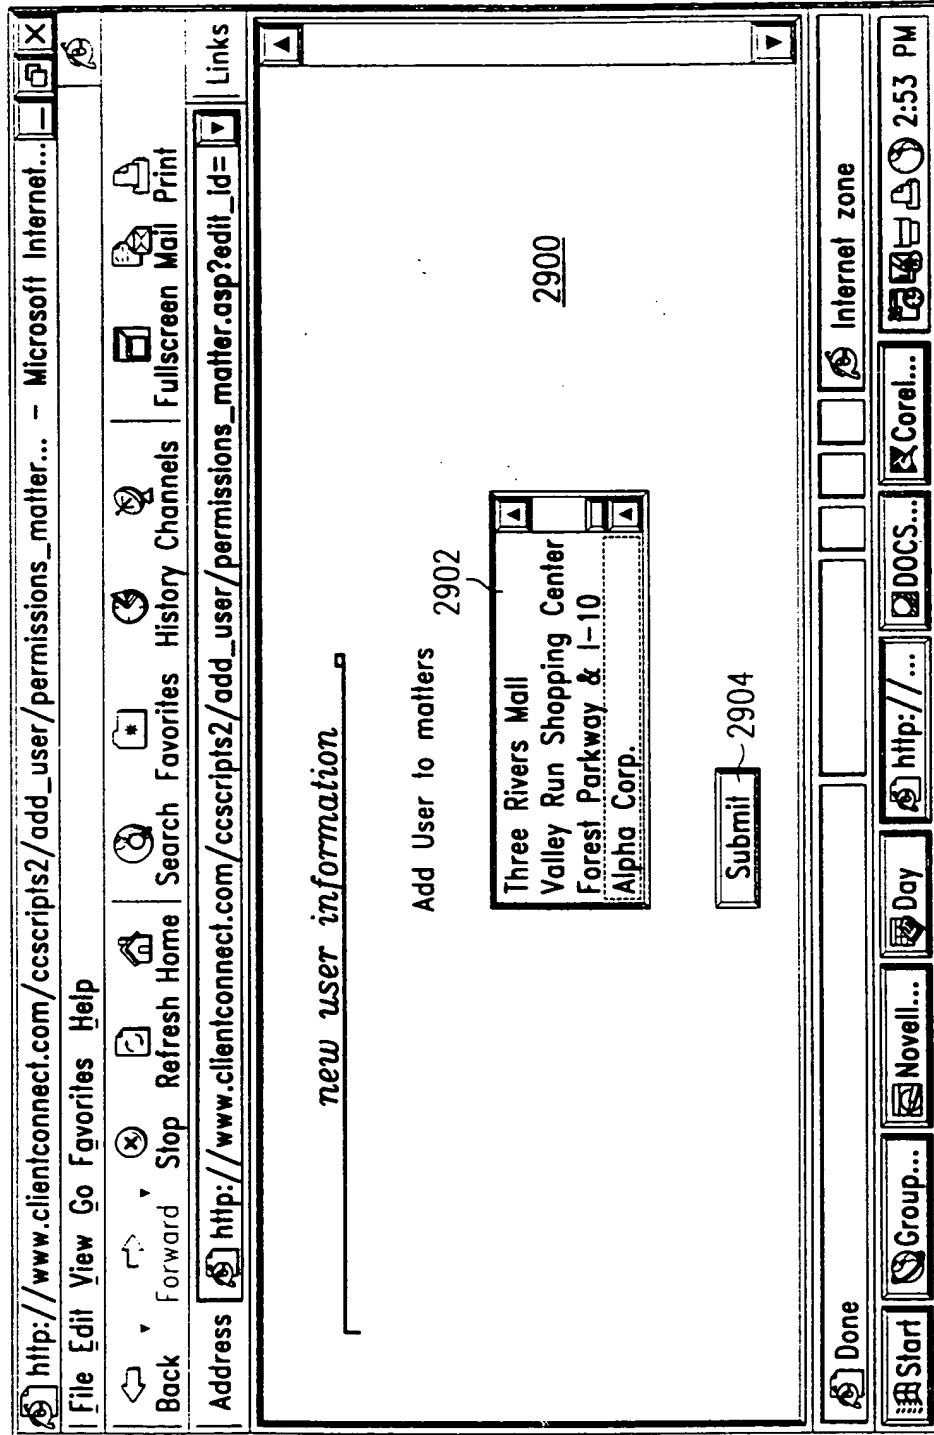 http://www.clientconnect.com/ccscripts2/add_user/permissions_matter... - Microsoft Internet...
File Edit View Go Favorites Help
Back Forward Stop Refresh Home Search Favorites History Channels Fullscreen Mail Print
Address http://www.clientconnect.com/ccscripts2/add_user/permissions_matter.asp?edit_id= Links
new user information
Add User to matters
2902
Three Rivers Mall
Valley Run Shopping Center
Forest Parkway & I-10
Alpha Corp.
2900
Submit
2904
Done Internet zone
Start Group... Novell... Day http://... DOCS... Corel... 2:53 PM